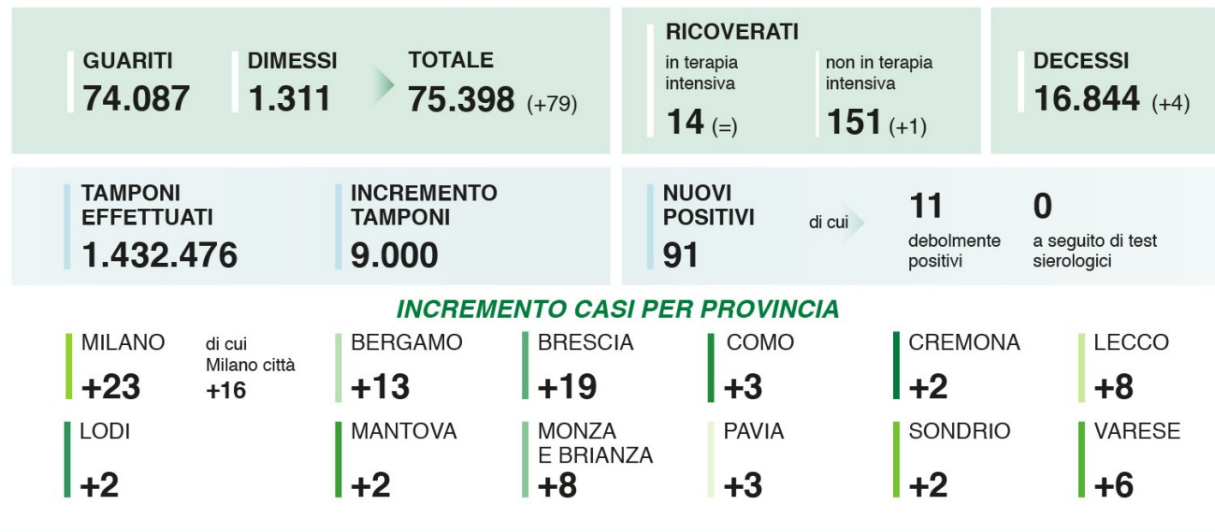 GUARITI
74.087
DIMESSI
1.311
TOTALE
75.398 (+79)
RICOVERATI
in terapia
intensiva
14 (=)
non in terapia
intensiva
151 (+1)
DECESSI
16.844 (+4)
TAMPONI
EFFETTUATI
1.432.476
INCREMENTO
TAMPONI
9.000
NUOVI
POSITIVI
91
di cui
11
debolmente
positivi
0
a seguito di test
sierologici
INCREMENTO CASI PER PROVINCIA
MILANO
+23
di cui
Milano città
+16
BERGAMO
+13
BRESCIA
+19
COMO
+3
CREMONA
+2
LECCO
+8
LODI
+2
MANTOVA
+2
MONZA
E BRIANZA
+8
PAVIA
+3
SONDRIO
+2
VARESE
+6